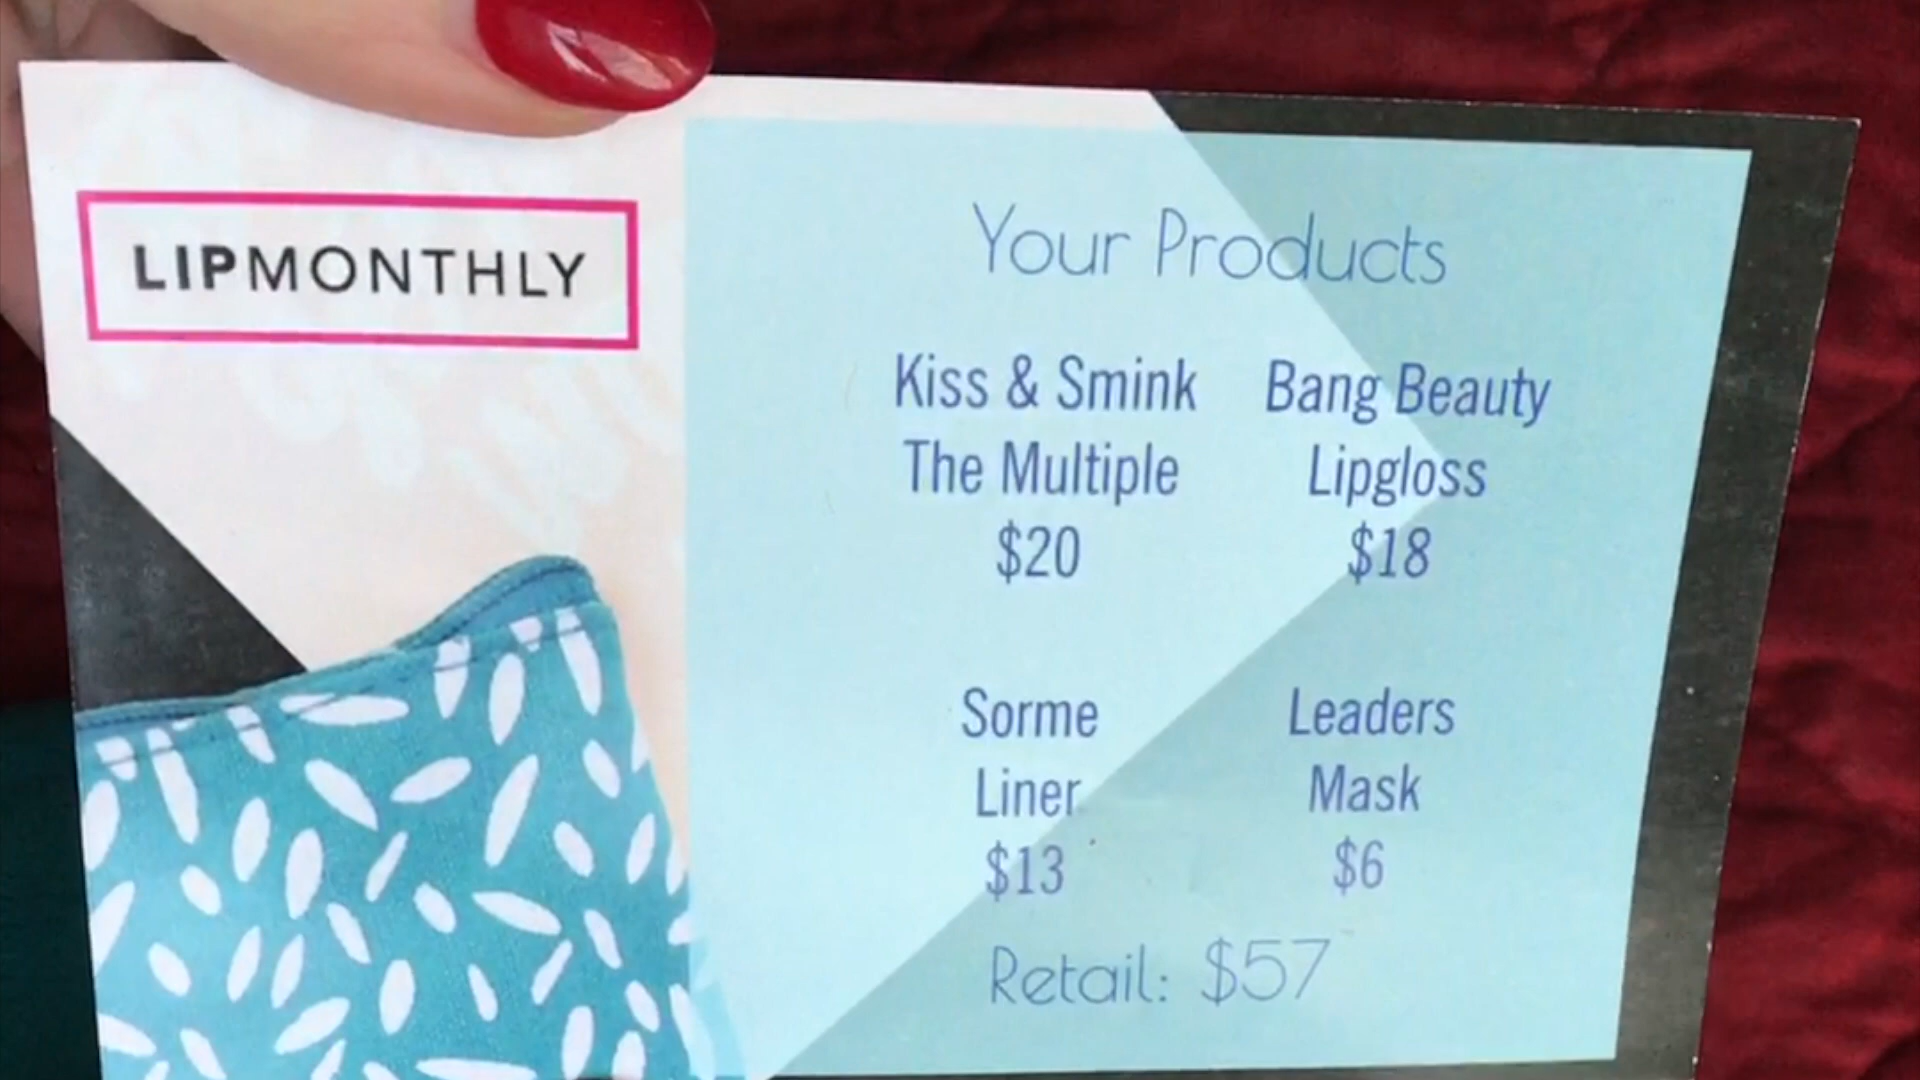 LIPMONTHLY
Your Products
Kiss & Smink
The Multiple
$20
Bang Beauty
Lipgloss
$18
Sorme
Liner
$13
Leaders
Mask
$6
Retail: $57